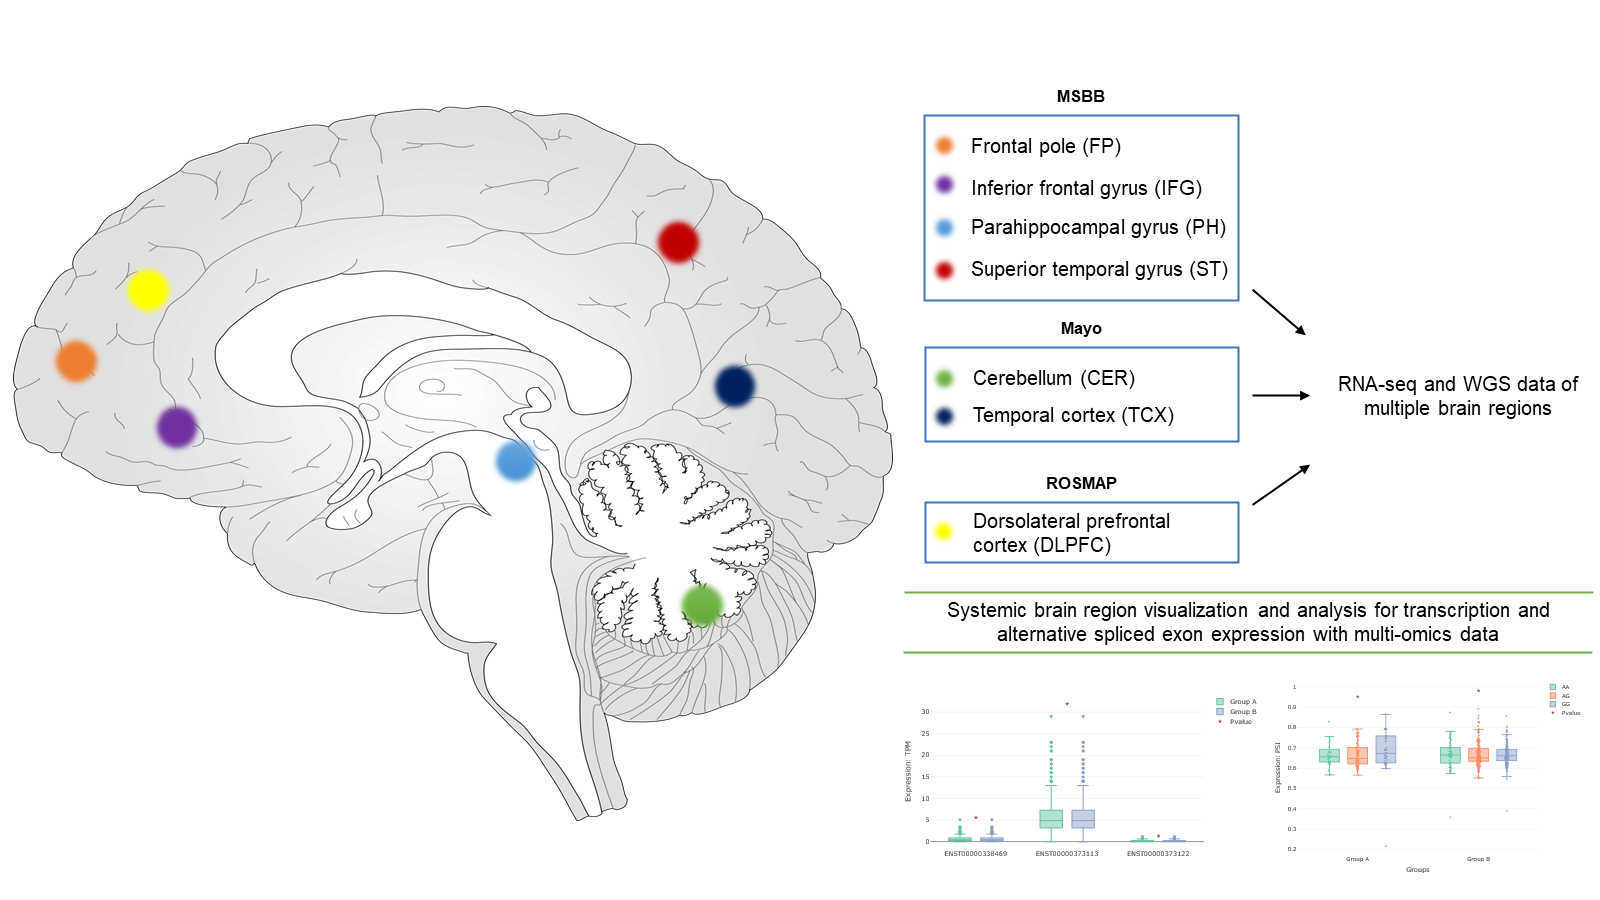 MSBB
Frontal pole (FP)
Inferior frontal gyrus (IFG)
Parahippocampal gyrus (PH)
Superior temporal gyrus (ST)
Mayo
Cerebellum (CER)
Temporal cortex (TCX)
ROSMAP
Dorsolateral prefrontal
cortex (DLPFC)
RNA-seq and WGS data of
multiple brain regions
Systemic brain region visualization and analysis for transcription and
alternative spliced exon expression with multi-omics data
Expression: TPM
30
25
20
15
10
5
0
ENST00000338469
ENST00000373113
ENST00000373122
Group A
Group B
Pvalue
Expression: PSI
1
0.9
0.8
0.7
0.6
0.5
0.4
0.3
0.2
Group A
Group B
Groups
AA
AG
GG
Pvalue